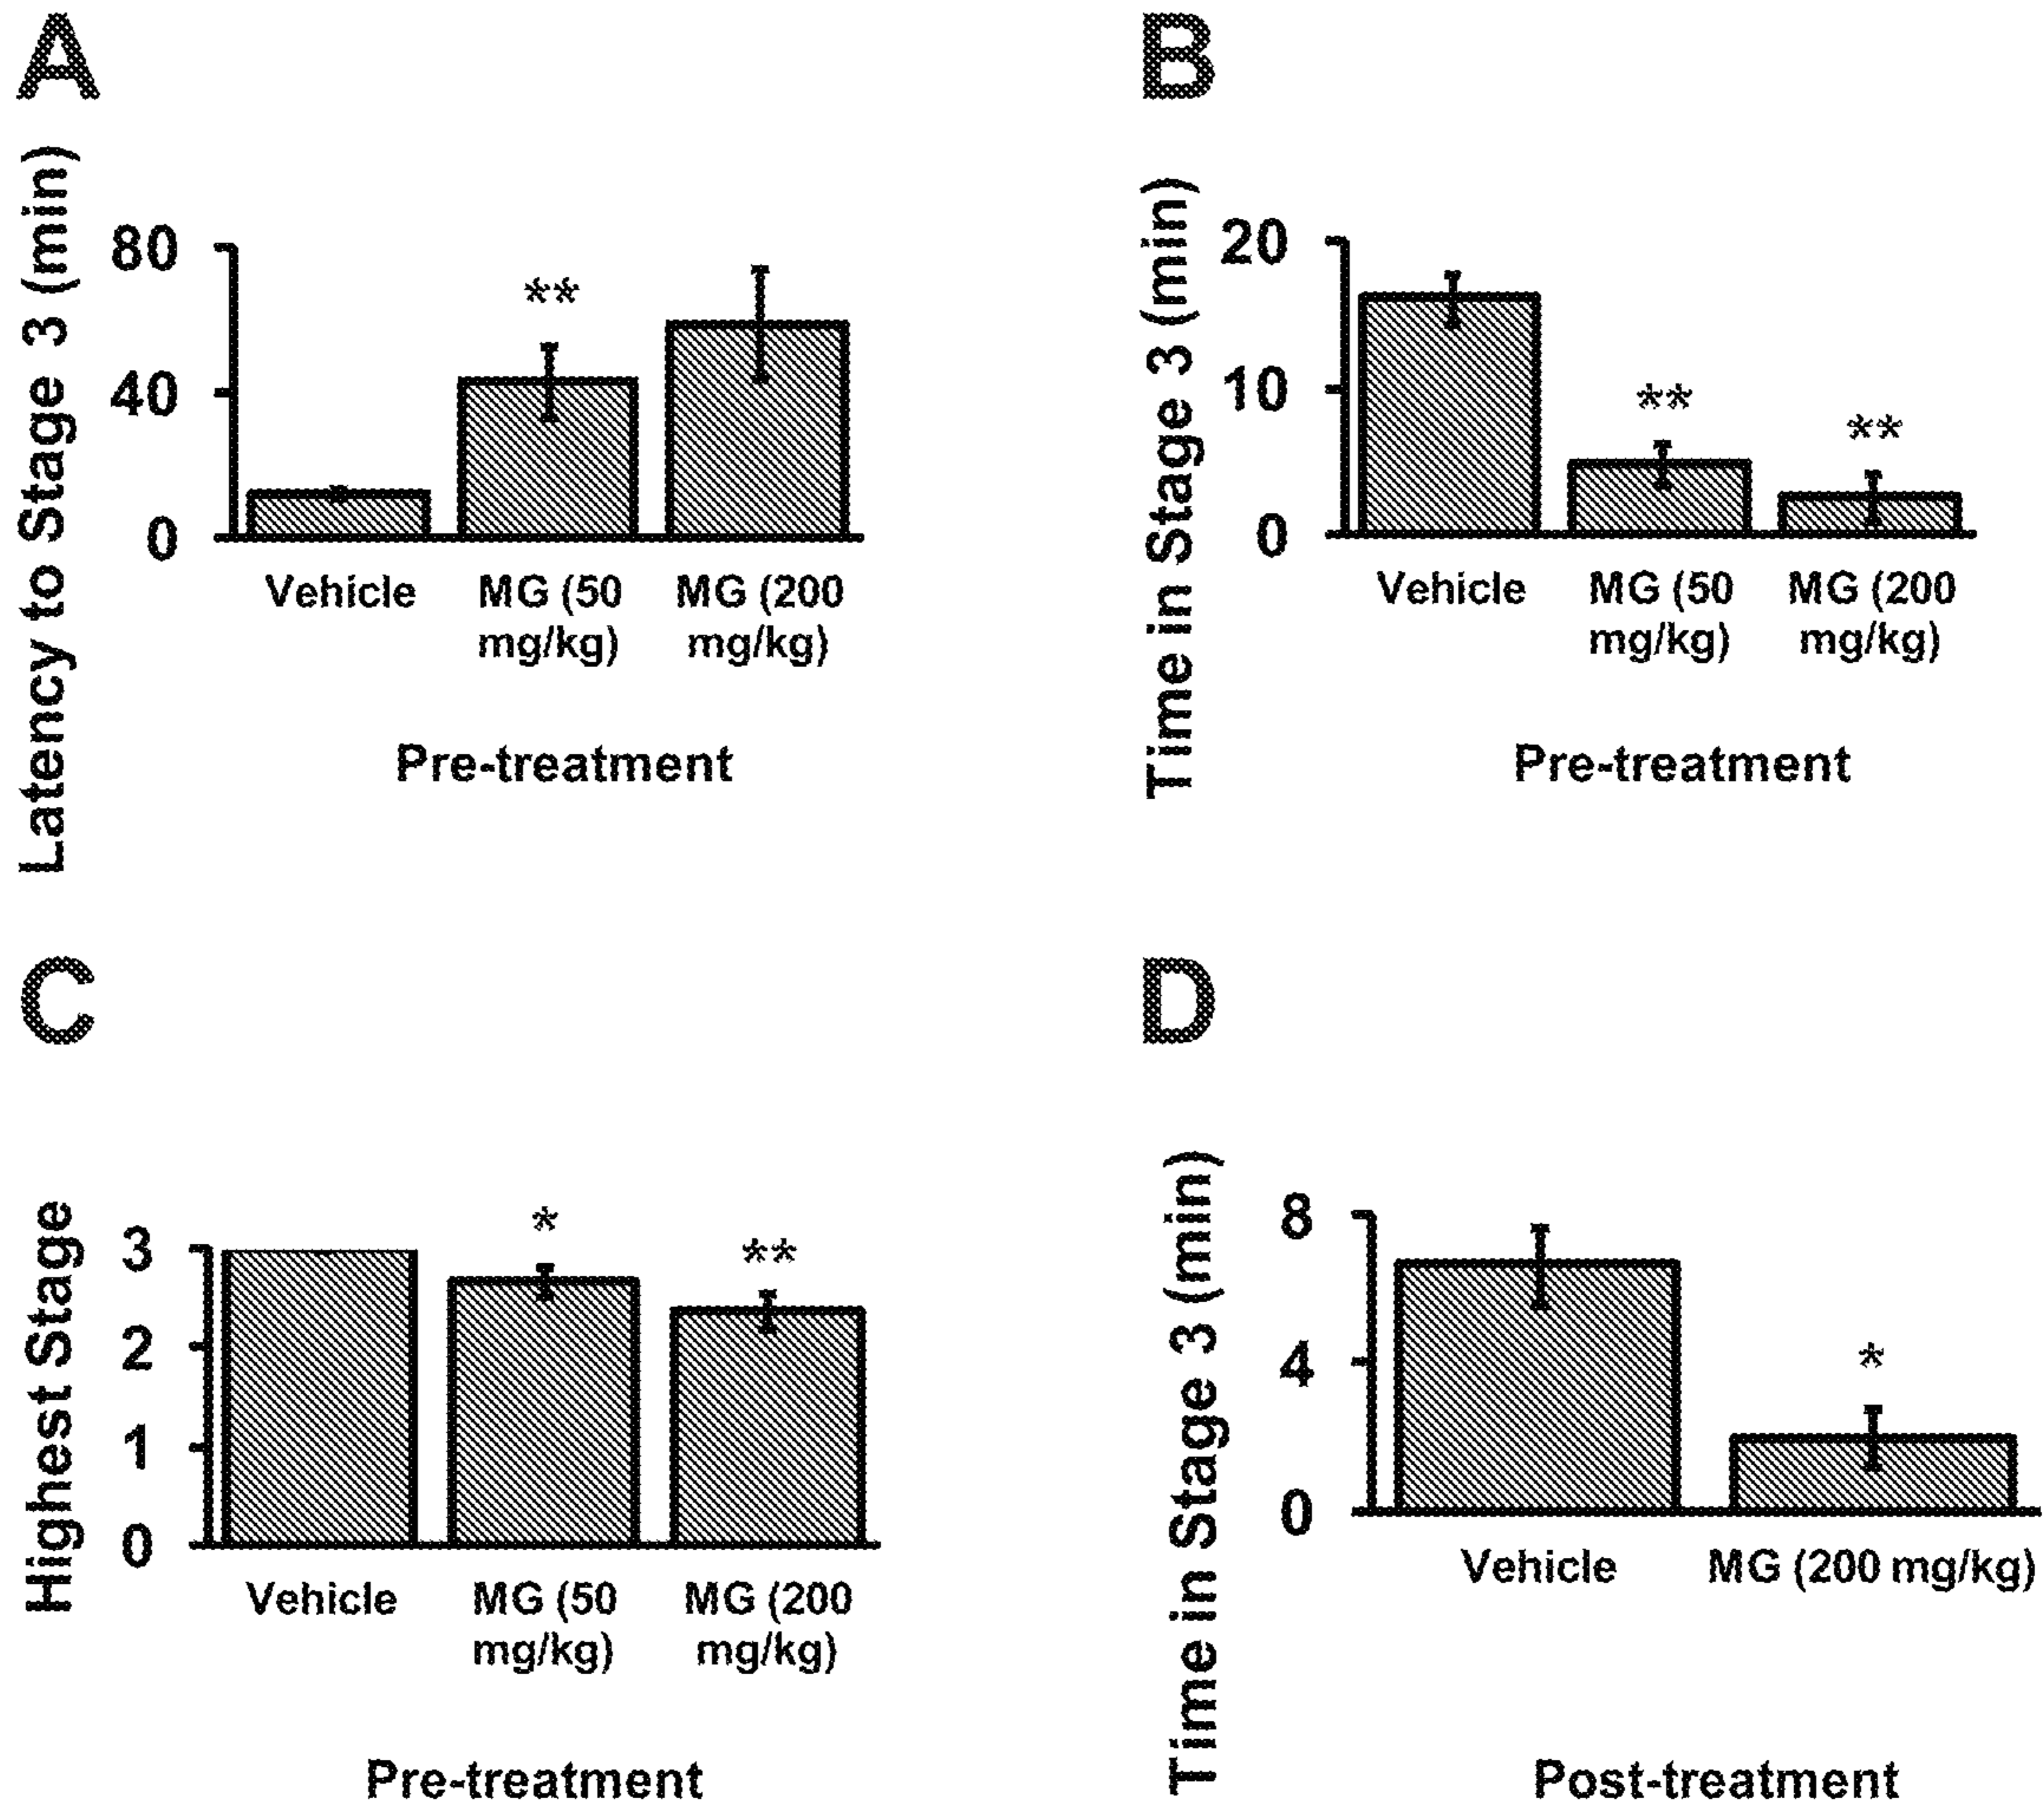 A
Latency to Stage 3 (min)
80
40
0
**
Vehicle
MG (50
mg/kg)
MG (200
mg/kg)
Pre-treatment
B
Time in Stage 3 (min)
20
10
0
**
**
Vehicle
MG (50
mg/kg)
MG (200
mg/kg)
Pre-treatment
C
Highest Stage
3
2
1
0
*
**
Vehicle
MG (50
mg/kg)
MG (200
mg/kg)
Pre-treatment
D
Time in Stage 3 (min)
8
4
0
*
Vehicle
MG (200 mg/kg)
Post-treatment